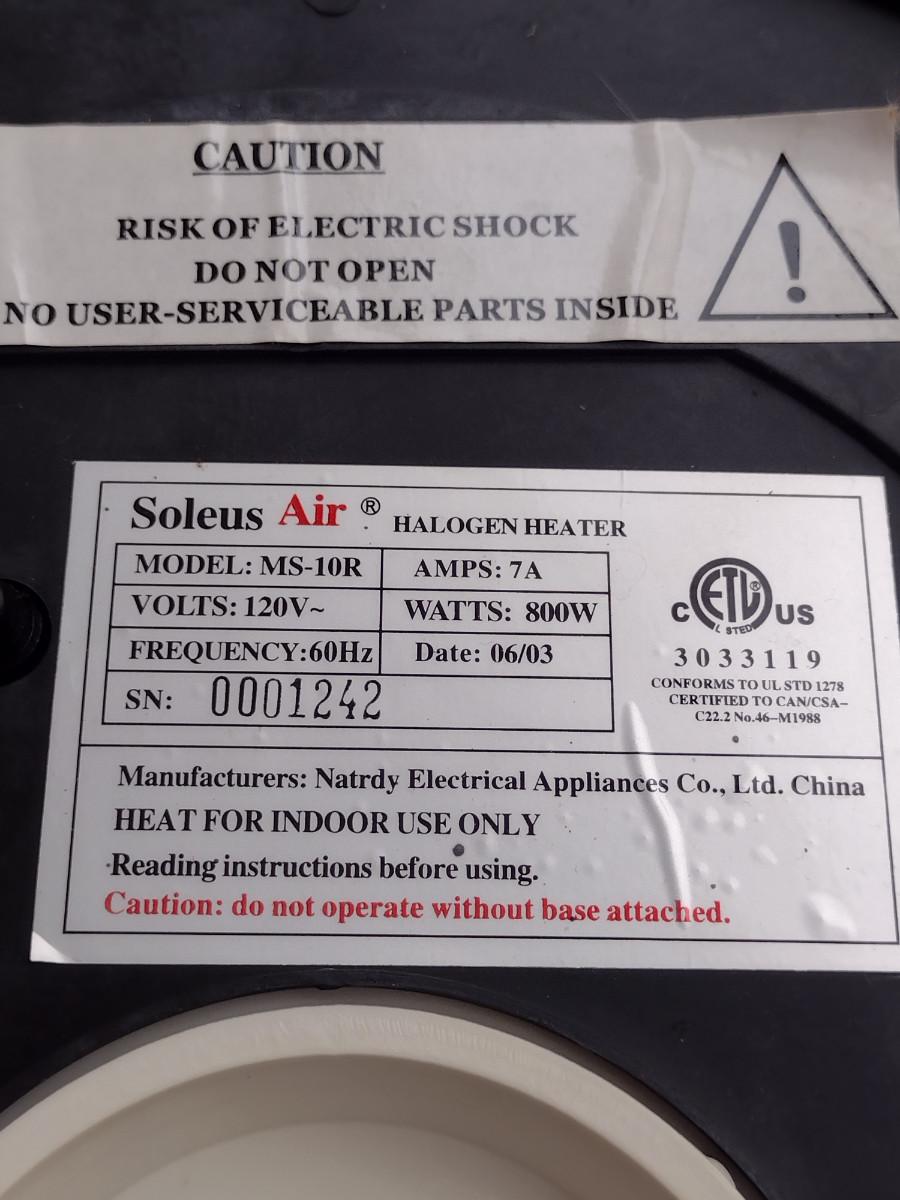 CAUTION
RISK OF ELECTRIC SHOCK
DO NOT OPEN
NO USER-SERVICEABLE PARTS INSIDE
!
Soleus Air ® HALOGEN HEATER
MODEL: MS-10R AMPS: 7A
VOLTS: 120V~ WATTS: 800W
FREQUENCY:60Hz Date: 06/03
SN: 0001242
C ETL ® US
LISTED
3033119
CONFORMS TO UL STD 1278
CERTIFIED TO CAN/CSA-
C22.2 No.46-M1988
Manufacturers: Natrdy Electrical Appliances Co., Ltd. China
HEAT FOR INDOOR USE ONLY
Reading instructions before using.
Caution: do not operate without base attached.